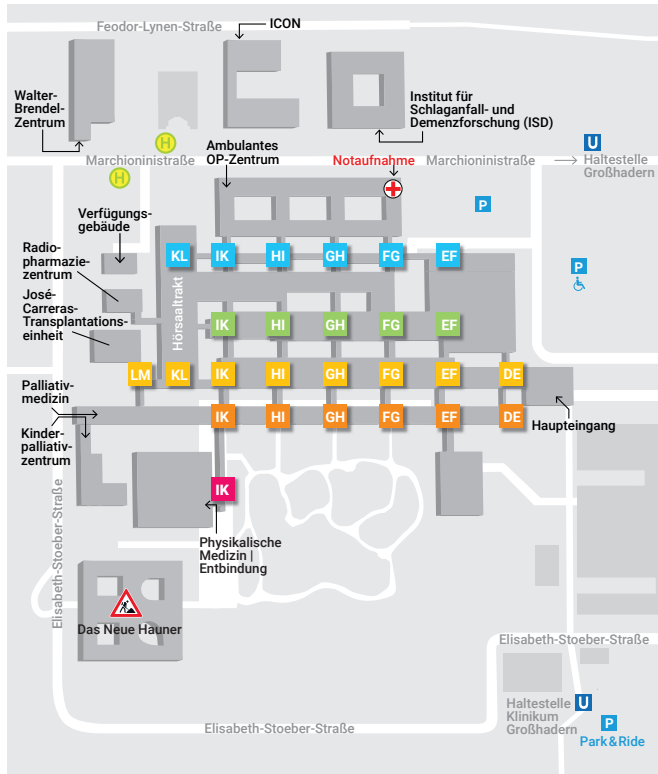 Feodor-Lynen-Straße
ICON
Walter-
Brendel-
Zentrum
Institut für
Schlaganfall- und
Demenzforschung (ISD)
H
Ambulantes
OP-Zentrum
Notaufnahme
U
Marchioninistraße
Marchioninistraße
Haltestelle
Großhadern
H
P
Verfügungs-
gebäude
Radio-
pharmazie-
zentrum
KL IK HI GH FG EF
P
José-
Carreras-
Transplantations-
einheit
Hörsaaltrakt
IK HI GH FG EF
LM KL IK HI GH FG EF DE
Palliativ-
medizin
Kinder-
palliativ-
zentrum
IK HI GH FG EF DE
Haupteingang
IK
Physikalische
Medizin |
Entbindung
Elisabeth-Stoeber-Straße
Das Neue Hauner
Elisabeth-Stoeber-Straße
Haltestelle U
Klinikum
Großhadern
P
Park & Ride
Elisabeth-Stoeber-Straße